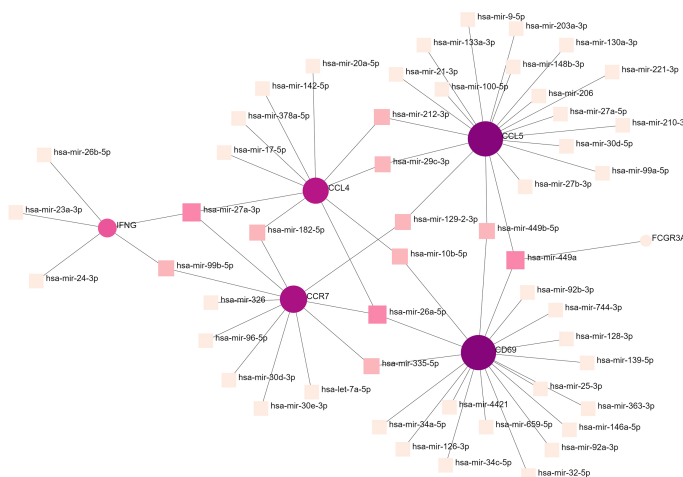 hsa-mir-9-5p
hsa-mir-203a-3p
hsa-mir-133a-3p
hsa-mir-130a-3p
hsa-mir-20a-5p
hsa-mir-148b-3p
hsa-mir-21-3p
hsa-mir-221-3p
hsa-mir-142-5p
hsa-mir-100-5p
hsa-mir-206
hsa-mir-212-3p
hsa-mir-27a-5p
hsa-mir-378a-5p
hsa-mir-210-3
CCL5
hsa-mir-30d-5p
hsa-mir-17-5p
hsa-mir-26b-5p
hsa-mir-29c-3p
hsa-mir-99a-5p
hsa-mir-27b-3p
CCL4
hsa-mir-23a-3p
hsa-mir-27a-3p
hsa-mir-129-2-3p
IFNG
hsa-mir-182-5p
hsa-mir-449b-5p
FCGR3A
hsa-mir-10b-5p
hsa-mir-449a
hsa-mir-99b-5p
hsa-mir-24-3p
hsa-mir-92b-3p
CCR7
hsa-mir-326
hsa-mir-744-3p
hsa-mir-26a-5p
hsa-mir-96-5p
hsa-mir-128-3p
CD69
hsa-mir-139-5p
hsa-mir-335-5p
hsa-mir-30d-3p
hsa-mir-25-3p
hsa-let-7a-5p
hsa-mir-30e-3p
hsa-mir-4421
hsa-mir-363-3p
hsa-mir-34a-5p
hsa-mir-659-5p
hsa-mir-146a-5p
hsa-mir-126-3p
hsa-mir-92a-3p
hsa-mir-34c-5p
hsa-mir-32-5p